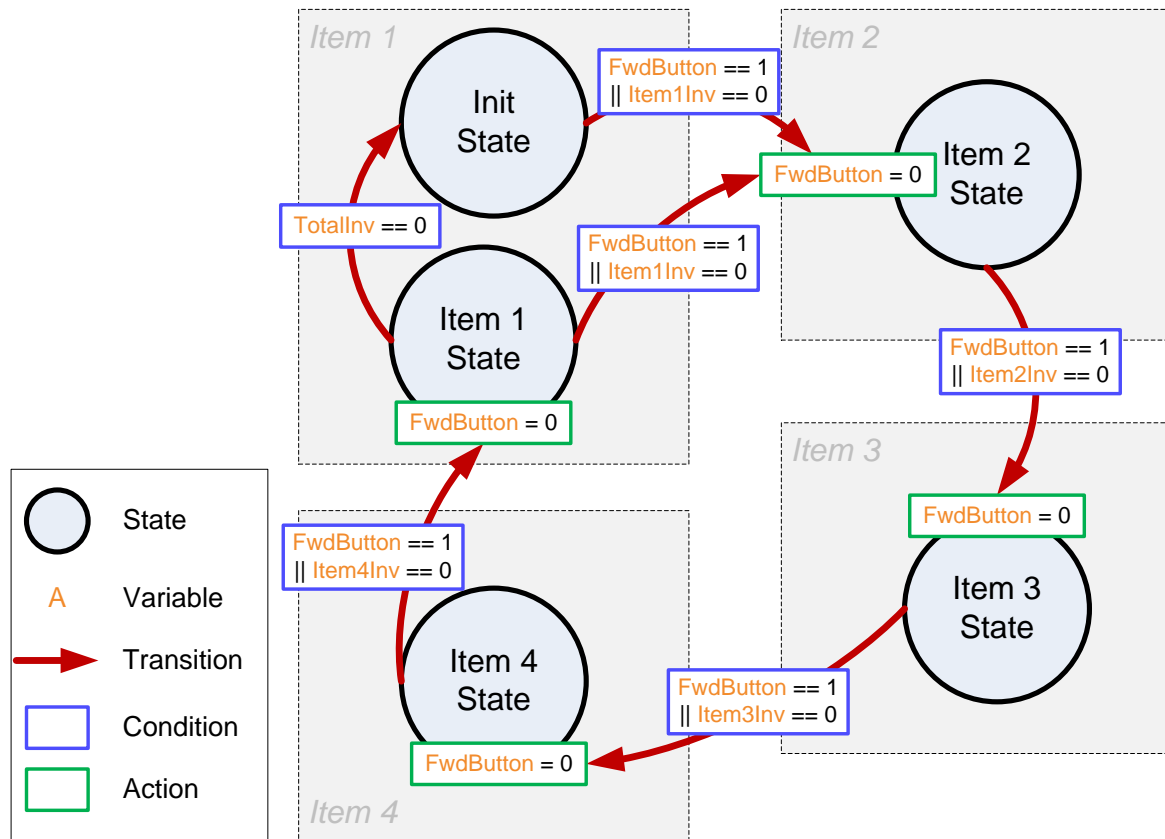 Item 1
Init
State
FwdButton == 1
|| Item1Inv == 0
Item 2
FwdButton = 0
Item 2
State
TotalInv == 0
FwdButton == 1
|| Item1Inv == 0
Item 1
State
FwdButton = 0
FwdButton == 1
|| Item2Inv == 0
Item 3
FwdButton = 0
Item 3
State
FwdButton == 1
|| Item3Inv == 0
FwdButton == 1
|| Item4Inv == 0
Item 4
State
FwdButton = 0
Item 4
State
A Variable
Transition
Condition
Action